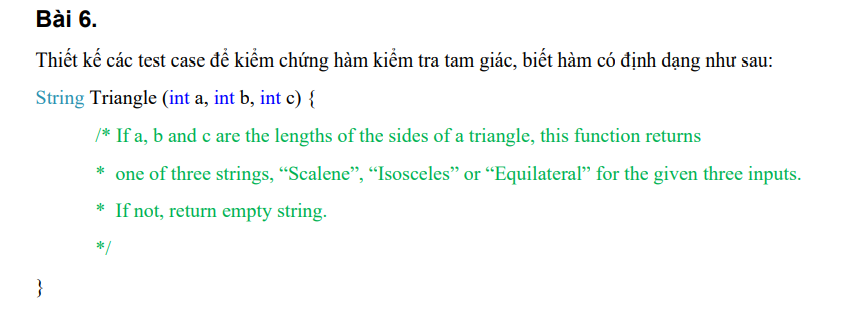 Bài 6.
Thiết kế các test case để kiểm chứng hàm kiểm tra tam giác, biết hàm có định dạng như sau:
String Triangle (int a, int b, int c) {
/* If a, b and c are the lengths of the sides of a triangle, this function returns
* one of three strings, “Scalene”, “Isosceles” or “Equilateral” for the given three inputs.
* If not, return empty string.
*/
}